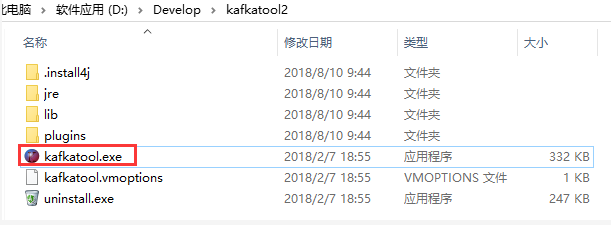 此电脑 > 软件应用 (D:) > Develop > kafkatool2
名称 修改日期 类型 大小
.install4j 2018/8/10 9:44 文件夹
jre 2018/8/10 9:44 文件夹
lib 2018/8/10 9:44 文件夹
plugins 2018/8/10 9:44 文件夹
kafkatool.exe 2018/2/7 18:55 应用程序 332 KB
kafkatool.vmoptions 2018/2/7 18:55 VMOPTIONS 文件 1 KB
uninstall.exe 2018/2/7 18:55 应用程序 247 KB